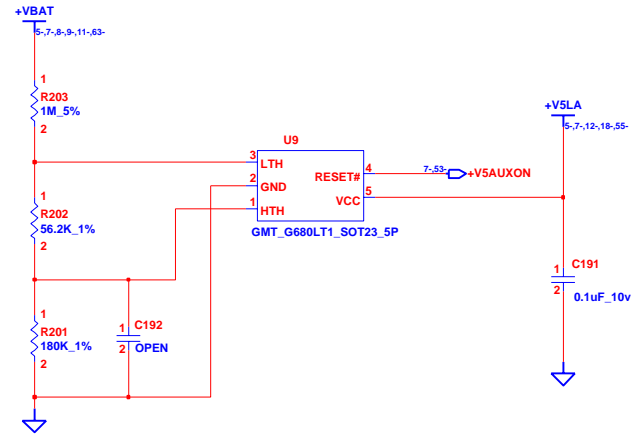 +VBAT
5-,7-,8-,9-,11-,63-
1
R203
1M_5%
2
+V5LA
5-,7-,12-,18-,55-
U9
3 LTH
2 GND
1 HTH
RESET# 4
VCC 5
7-,53-
+V5AUXON
GMT_G680LT1_SOT23_5P
1
R202
56.2K_1%
2
1 C191
2
0.1uF_10v
1
R201
180K_1%
2
1 C192
2 OPEN